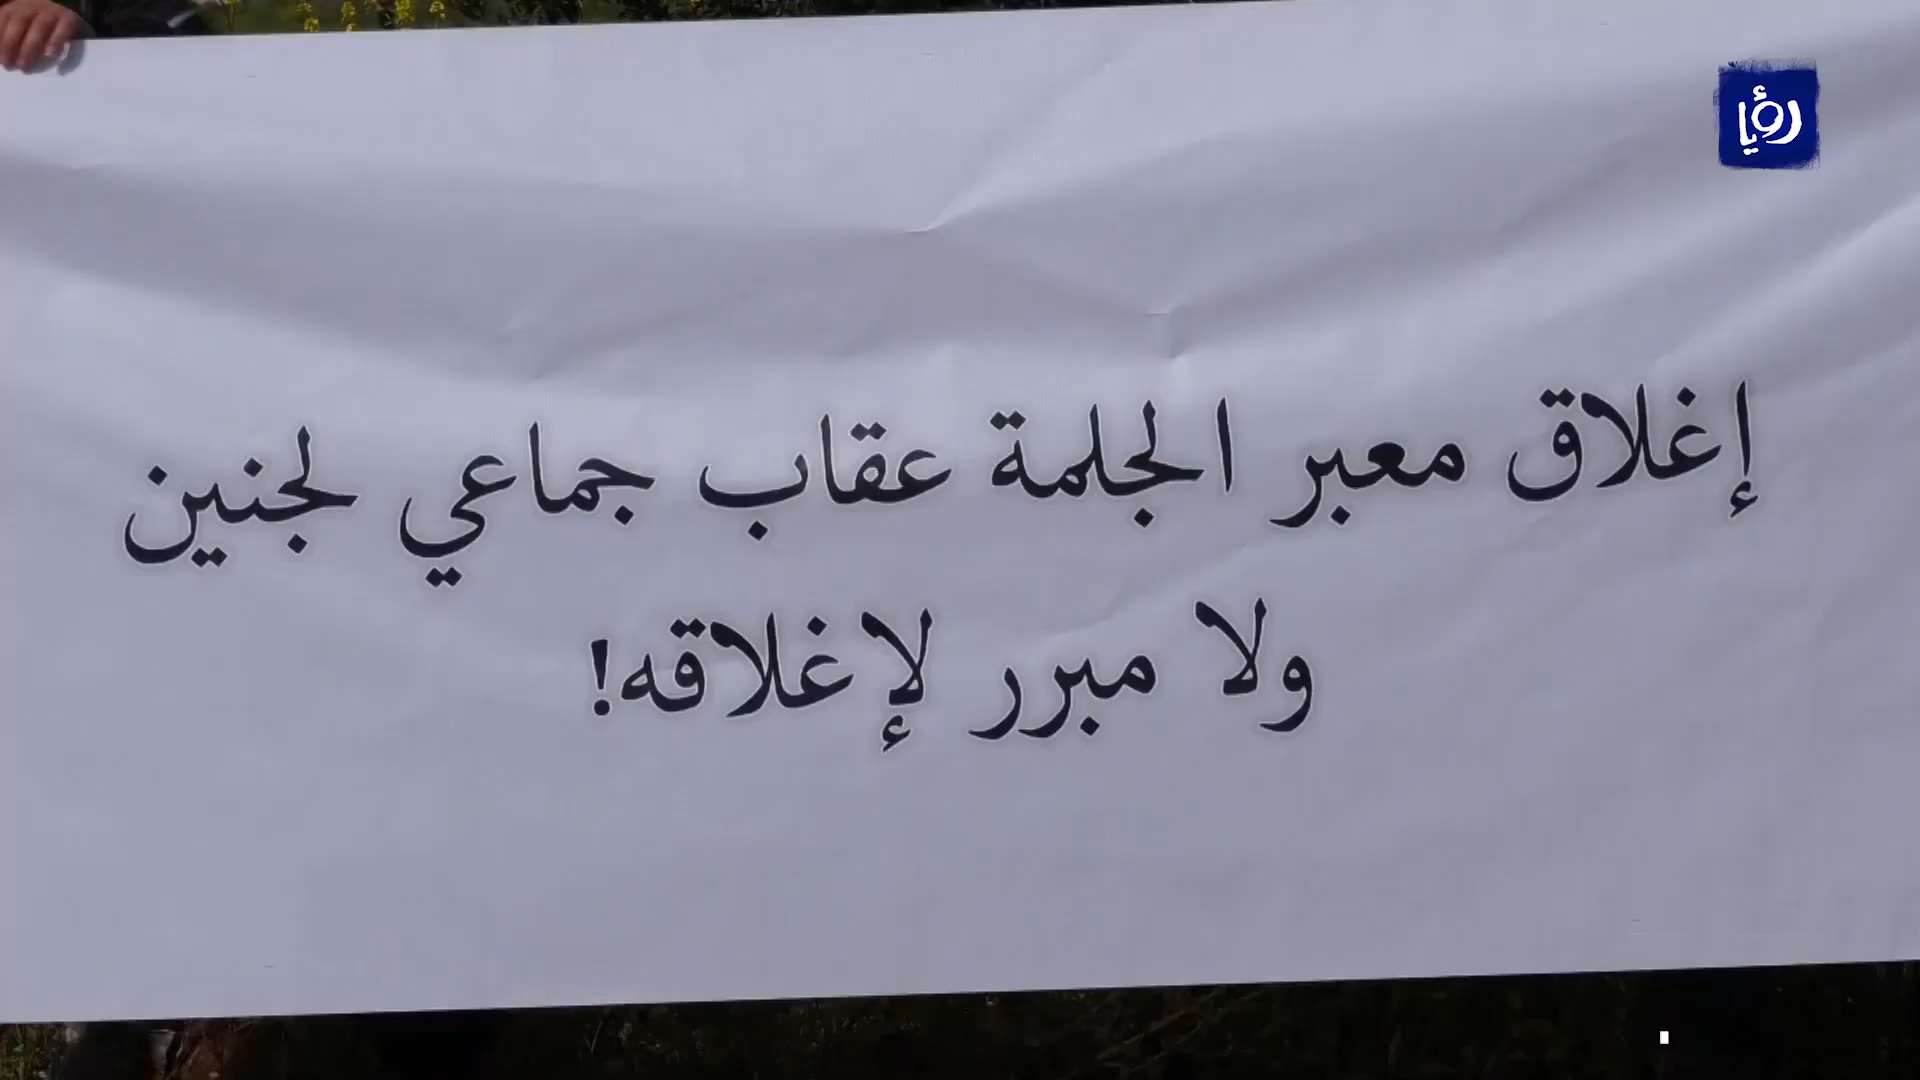 رؤيا
إغلاق معبر الجلمة عقاب جماعي لجنين
ولا مبرر لإغلاقه!